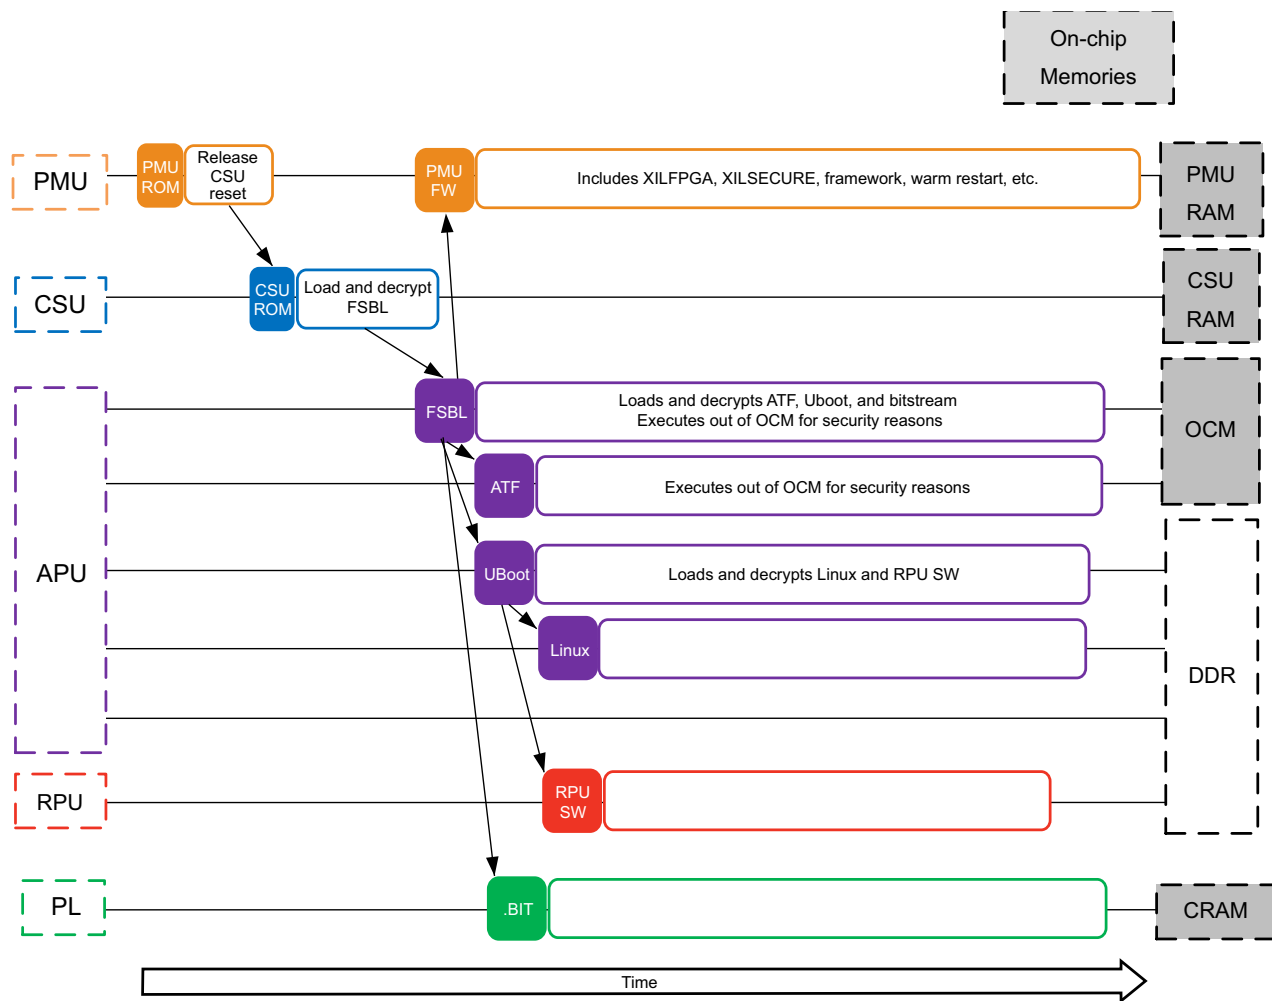 On-chip
Memories
PMU
PMU
ROM
Release
CSU
reset
PMU
FW
Includes XILFPGA, XILSECURE, framework, warm restart, etc.
PMU
RAM
CSU
CSU
ROM
Load and decrypt
FSBL
CSU
RAM
APU
FSBL
Loads and decrypts ATF, Uboot, and bitstream
Executes out of OCM for security reasons
OCM
ATF
Executes out of OCM for security reasons
UBoot
Loads and decrypts Linux and RPU SW
Linux
DDR
RPU
RPU
SW
PL
.BIT
CRAM
Time